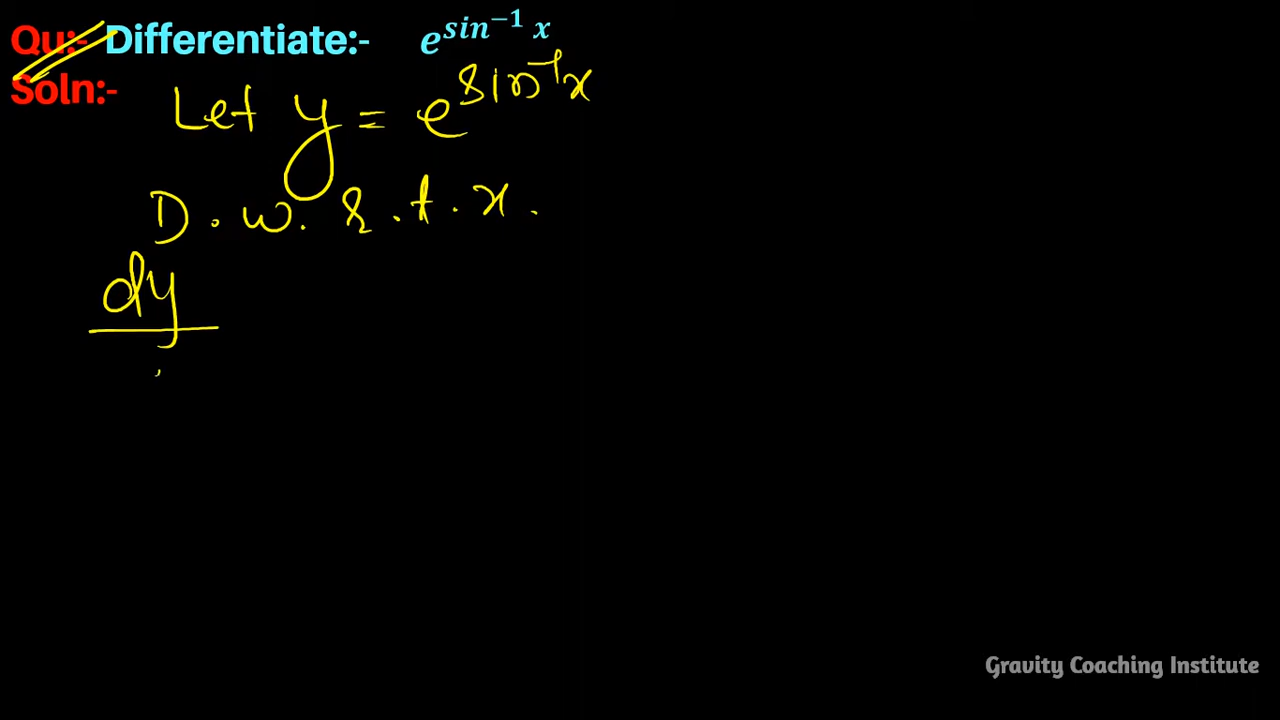 Qu:- Differentiate:- e^{sin^{-1} x}
Soln:- Let y = e^{sin^{-1}x}
D.w.r.t.x.
dy
Gravity Coaching Institute